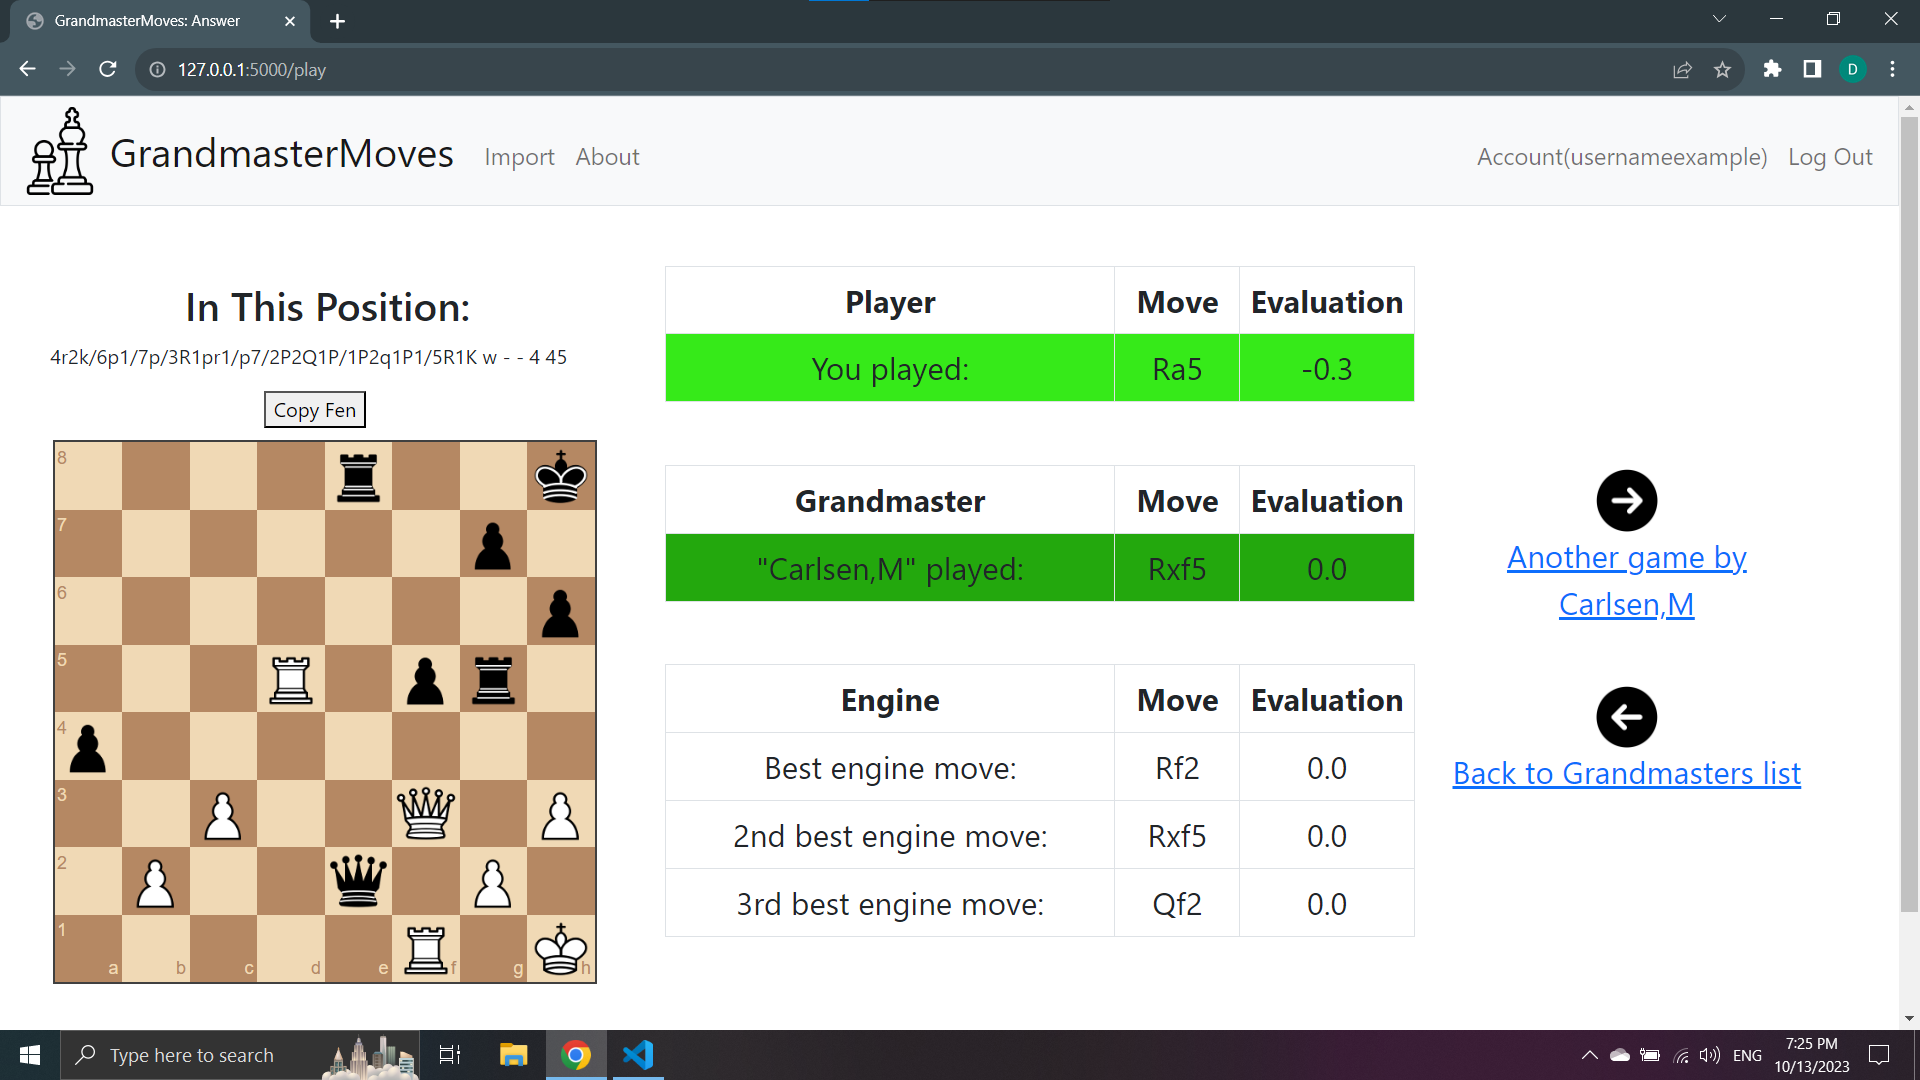 GrandmasterMoves: Answer
127.0.0.1:5000/play
D
GrandmasterMoves Import About Account(usernameexample) Log Out
In This Position:
4r2k/6p1/7p/3R1pr1/p7/2P2Q1P/1P2q1P1/5R1K w - - 4 45
Copy Fen
8
7
6
5
4
3
2
1
a b c d e f g h
Player Move Evaluation
You played: Ra5 -0.3
Grandmaster Move Evaluation
"Carlsen,M" played: Rxf5 0.0
Engine Move Evaluation
Best engine move: Rf2 0.0
2nd best engine move: Rxf5 0.0
3rd best engine move: Qf2 0.0
Another game by
Carlsen,M
Back to Grandmasters list
Type here to search
ENG
7:25 PM
10/13/2023